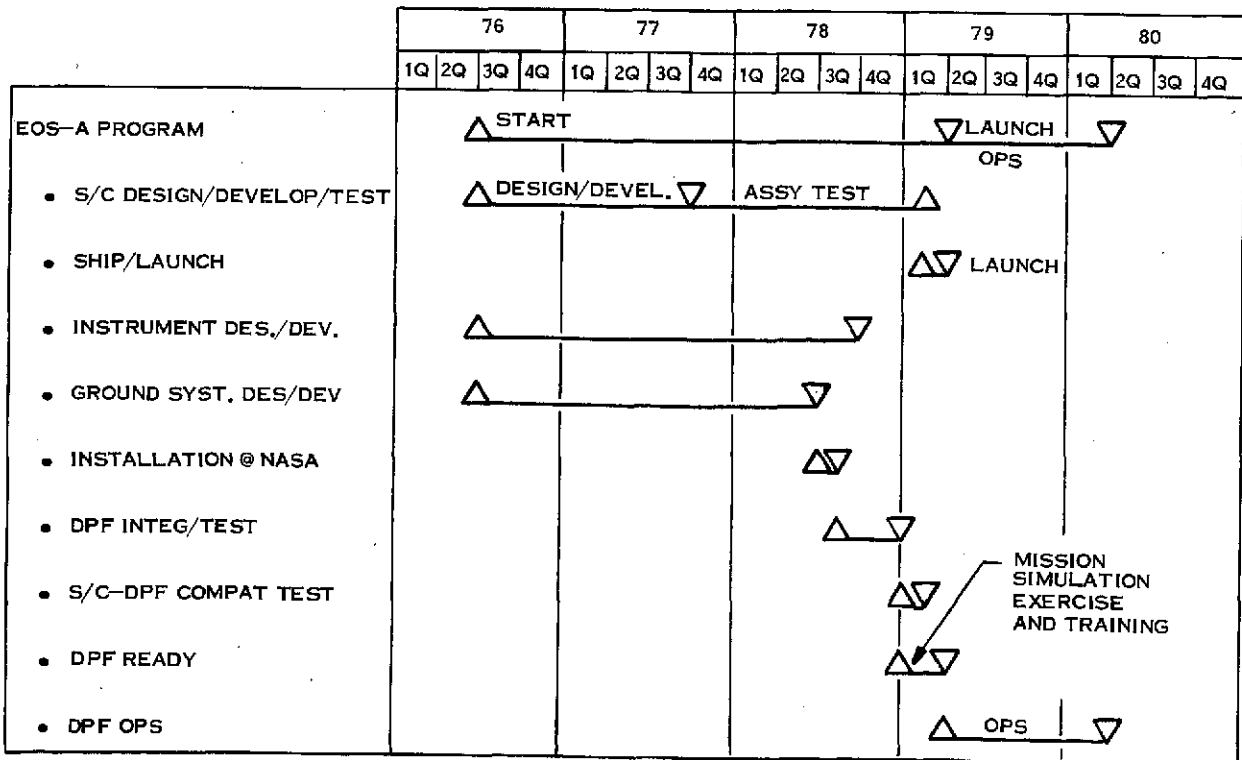 76 77 78 79 80
1Q 2Q 3Q 4Q 1Q 2Q 3Q 4Q 1Q 2Q 3Q 4Q 1Q 2Q 3Q 4Q 1Q 2Q 3Q 4Q
EOS-A PROGRAM START LAUNCH
OPS
• S/C DESIGN/DEVELOP/TEST DESIGN/DEVEL. ASSY TEST
• SHIP/LAUNCH LAUNCH
• INSTRUMENT DES./DEV.
• GROUND SYST. DES/DEV
• INSTALLATION @ NASA
• DPF INTEG/TEST
MISSION
SIMULATION
EXERCISE
AND TRAINING
• S/C-DPF COMPAT TEST
• DPF READY
• DPF OPS OPS